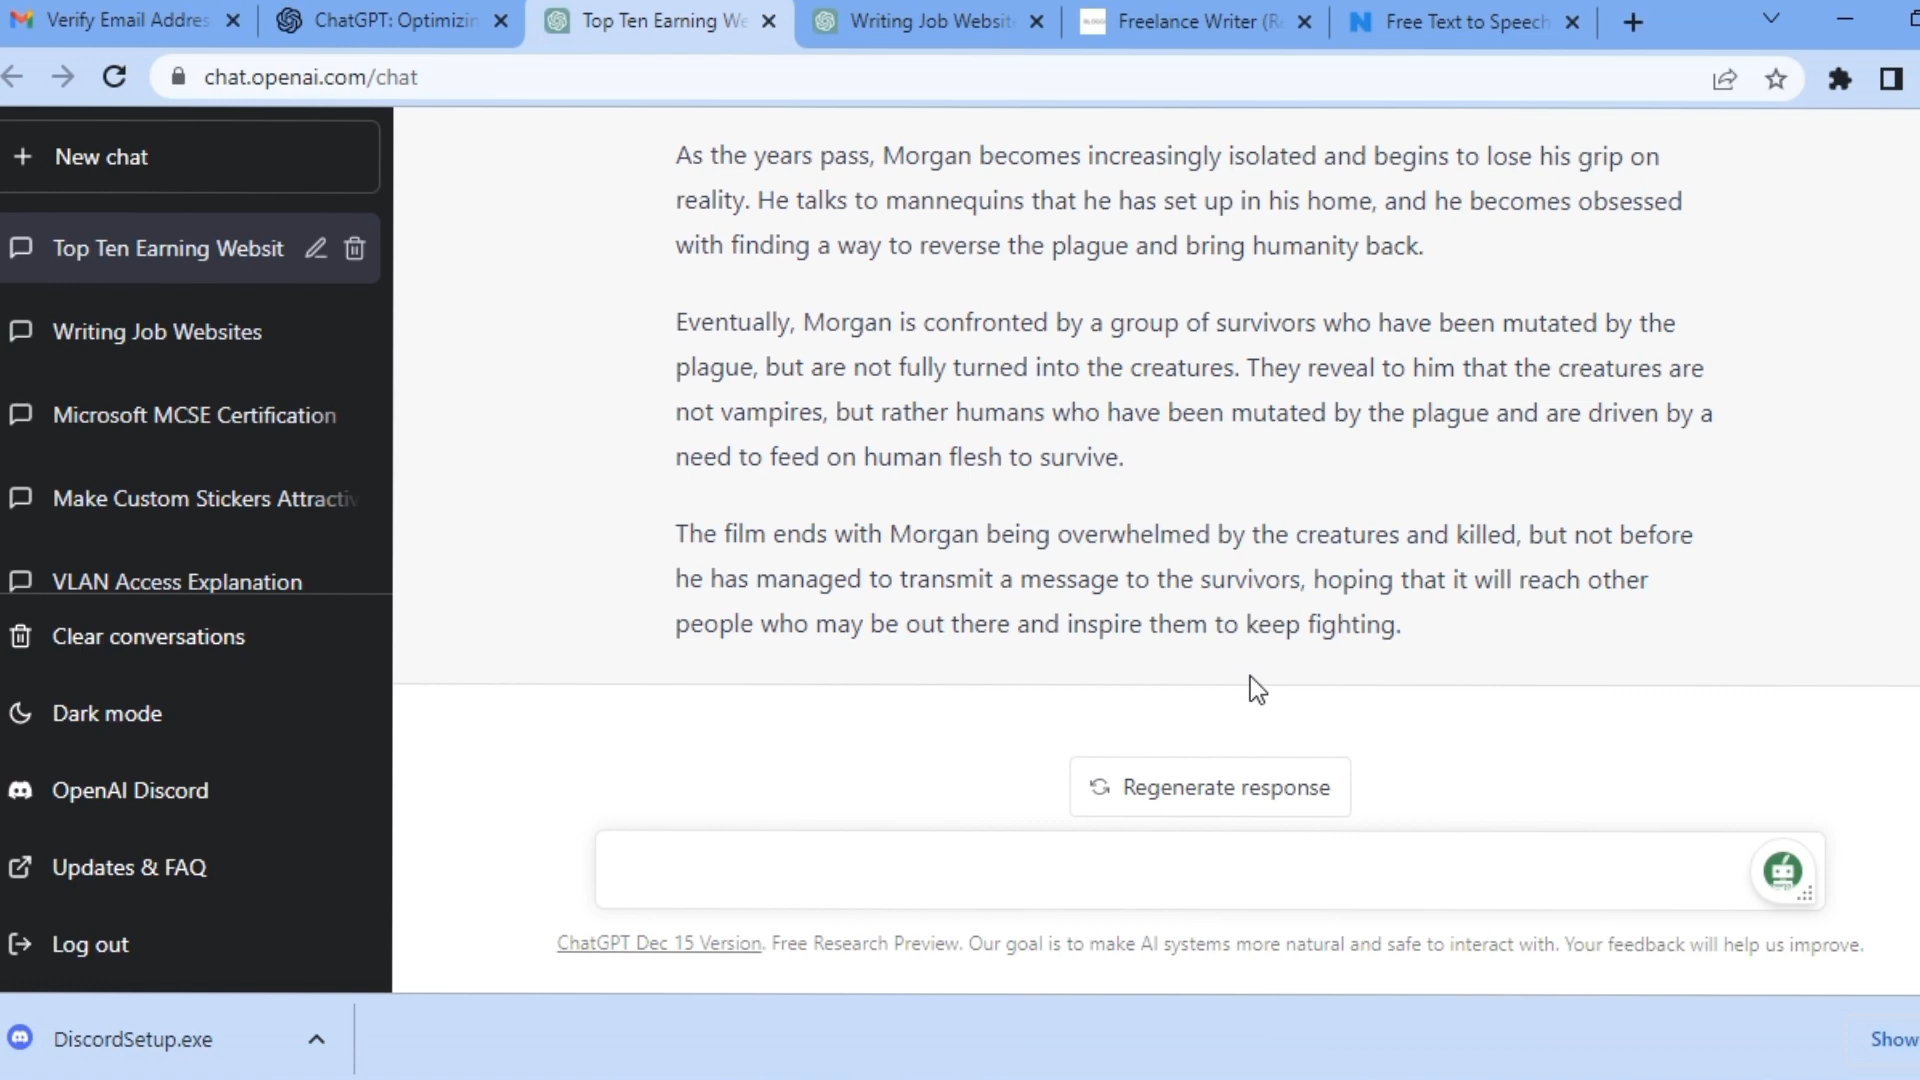 Verify Email Addres
ChatGPT: Optimizin
Top Ten Earning We
Writing Job Websit
Freelance Writer (Re
Free Text to Speech
chat.openai.com/chat
New chat
Top Ten Earning Websit
Writing Job Websites
Microsoft MCSE Certification
Make Custom Stickers Attractiv
VLAN Access Explanation
Clear conversations
Dark mode
OpenAI Discord
Updates & FAQ
Log out
As the years pass, Morgan becomes increasingly isolated and begins to lose his grip on
reality. He talks to mannequins that he has set up in his home, and he becomes obsessed
with finding a way to reverse the plague and bring humanity back.
Eventually, Morgan is confronted by a group of survivors who have been mutated by the
plague, but are not fully turned into the creatures. They reveal to him that the creatures are
not vampires, but rather humans who have been mutated by the plague and are driven by a
need to feed on human flesh to survive.
The film ends with Morgan being overwhelmed by the creatures and killed, but not before
he has managed to transmit a message to the survivors, hoping that it will reach other
people who may be out there and inspire them to keep fighting.
Regenerate response
ChatGPT Dec 15 Version. Free Research Preview. Our goal is to make AI systems more natural and safe to interact with. Your feedback will help us improve.
DiscordSetup.exe
Show